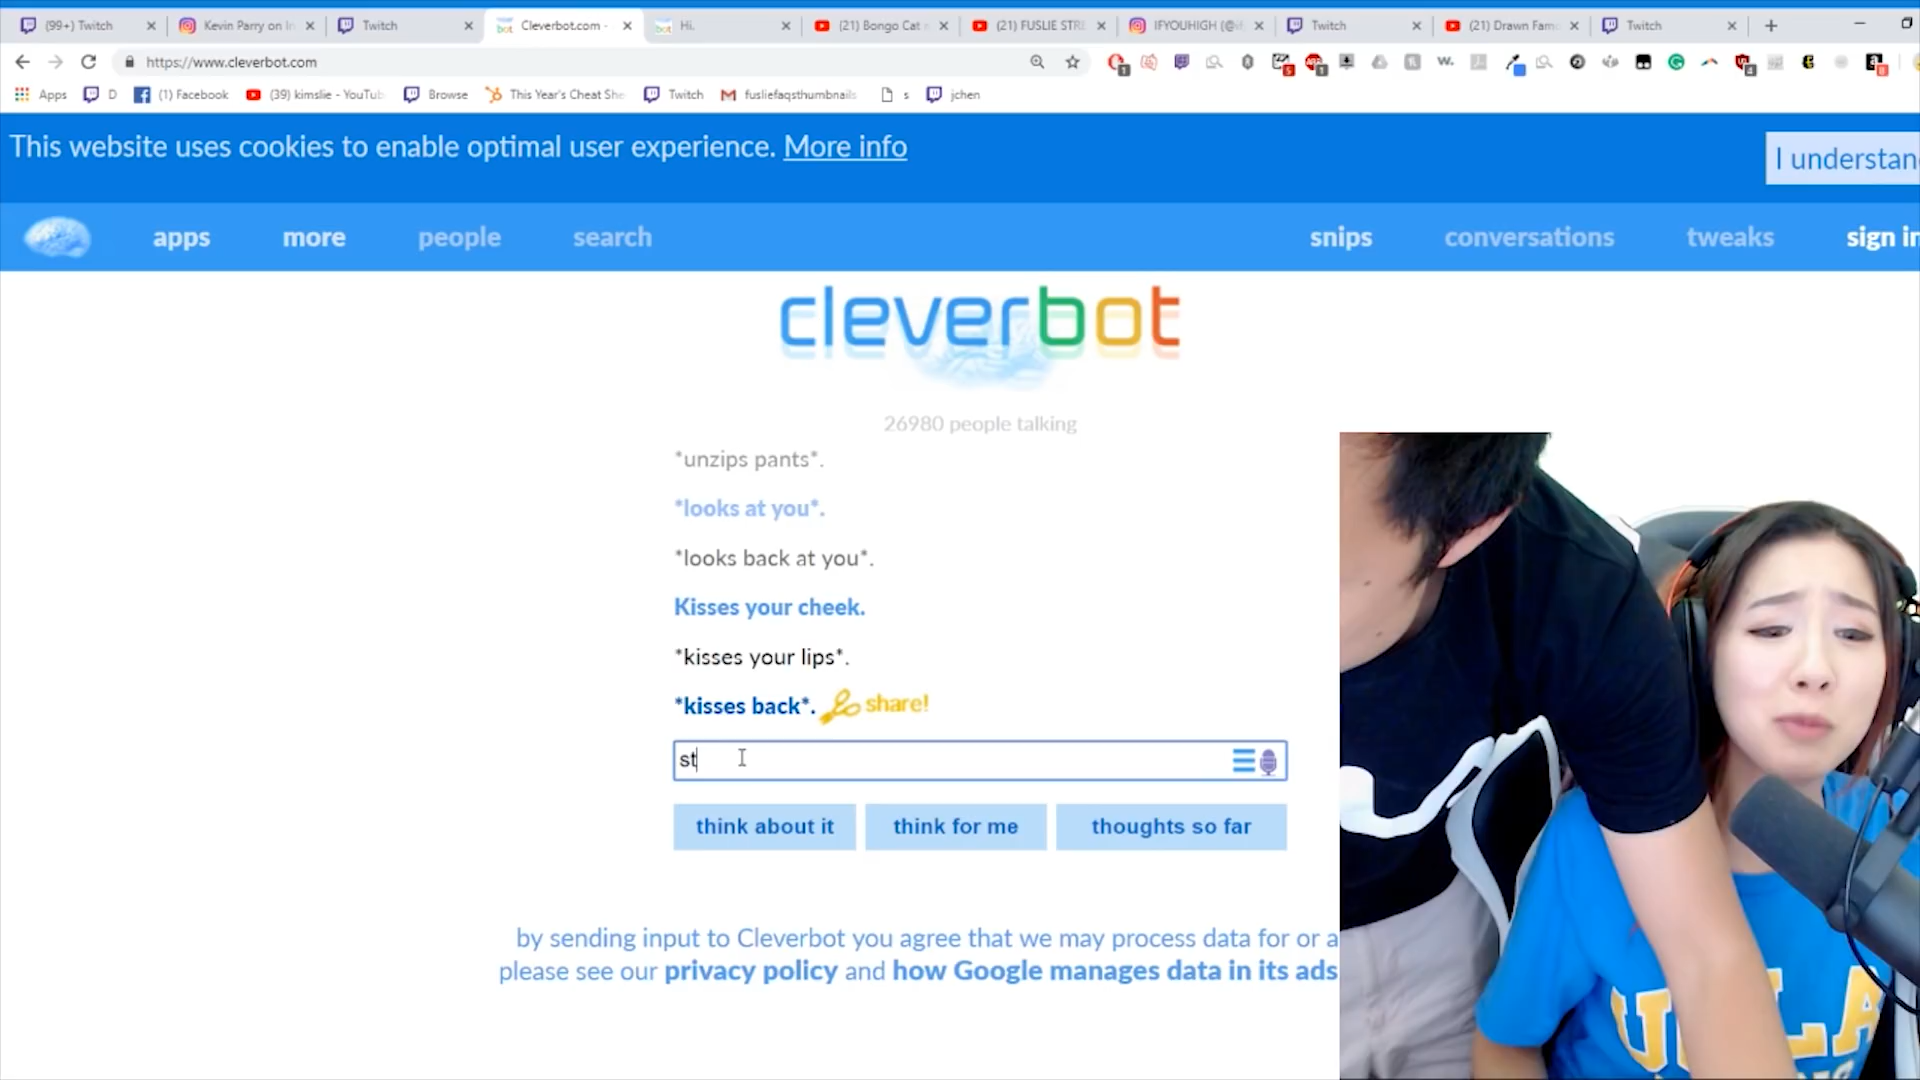 (99+) Twitch
Kevin Parry on In
Twitch
Cleverbot.com -
Hi.
(21) Bongo Cat
(21) FUSLIE STRE
IFYOUHIGH (@if
Twitch
(21) Drawn Famo
Twitch
https://www.cleverbot.com
Apps
D
(1) Facebook
(39) kimslie - YouTub
Browse
This Year's Cheat She
Twitch
fusliefaqsthumbnails
s
jchen
This website uses cookies to enable optimal user experience. More info
I understan
apps
more
people
search
snips
conversations
tweaks
sign in
cleverbot
26980 people talking
*unzips pants*.
*looks at you*.
*looks back at you*.
Kisses your cheek.
*kisses your lips*.
*kisses back*. share!
st
think about it
think for me
thoughts so far
by sending input to Cleverbot you agree that we may process data for or a
please see our privacy policy and how Google manages data in its ads
UCLA